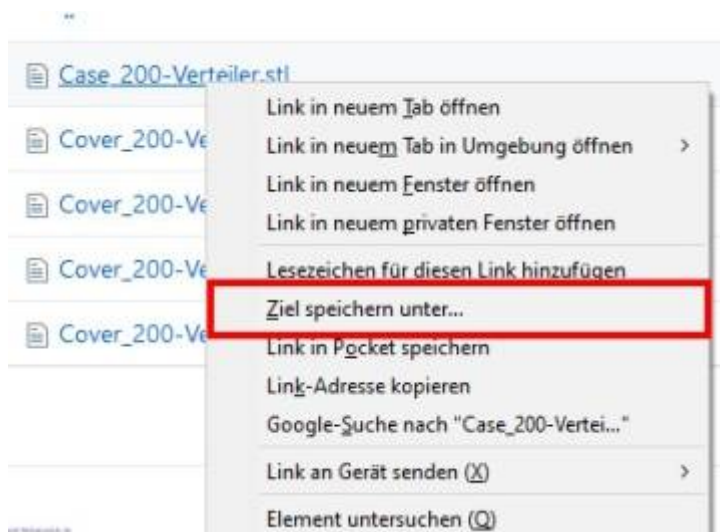 ..
Case_200-Verteiler.stl
Cover_200-Ve
Cover_200-Ve
Cover_200-Ve
Cover_200-Ve
Link in neuem Tab öffnen
Link in neuem Tab in Umgebung öffnen
Link in neuem Fenster öffnen
Link in neuem privaten Fenster öffnen
Lesezeichen für diesen Link hinzufügen
Ziel speichern unter...
Link in Pocket speichern
Link-Adresse kopieren
Google-Suche nach "Case_200-Vertei..."
Link an Gerät senden (X)
Element untersuchen (Q)